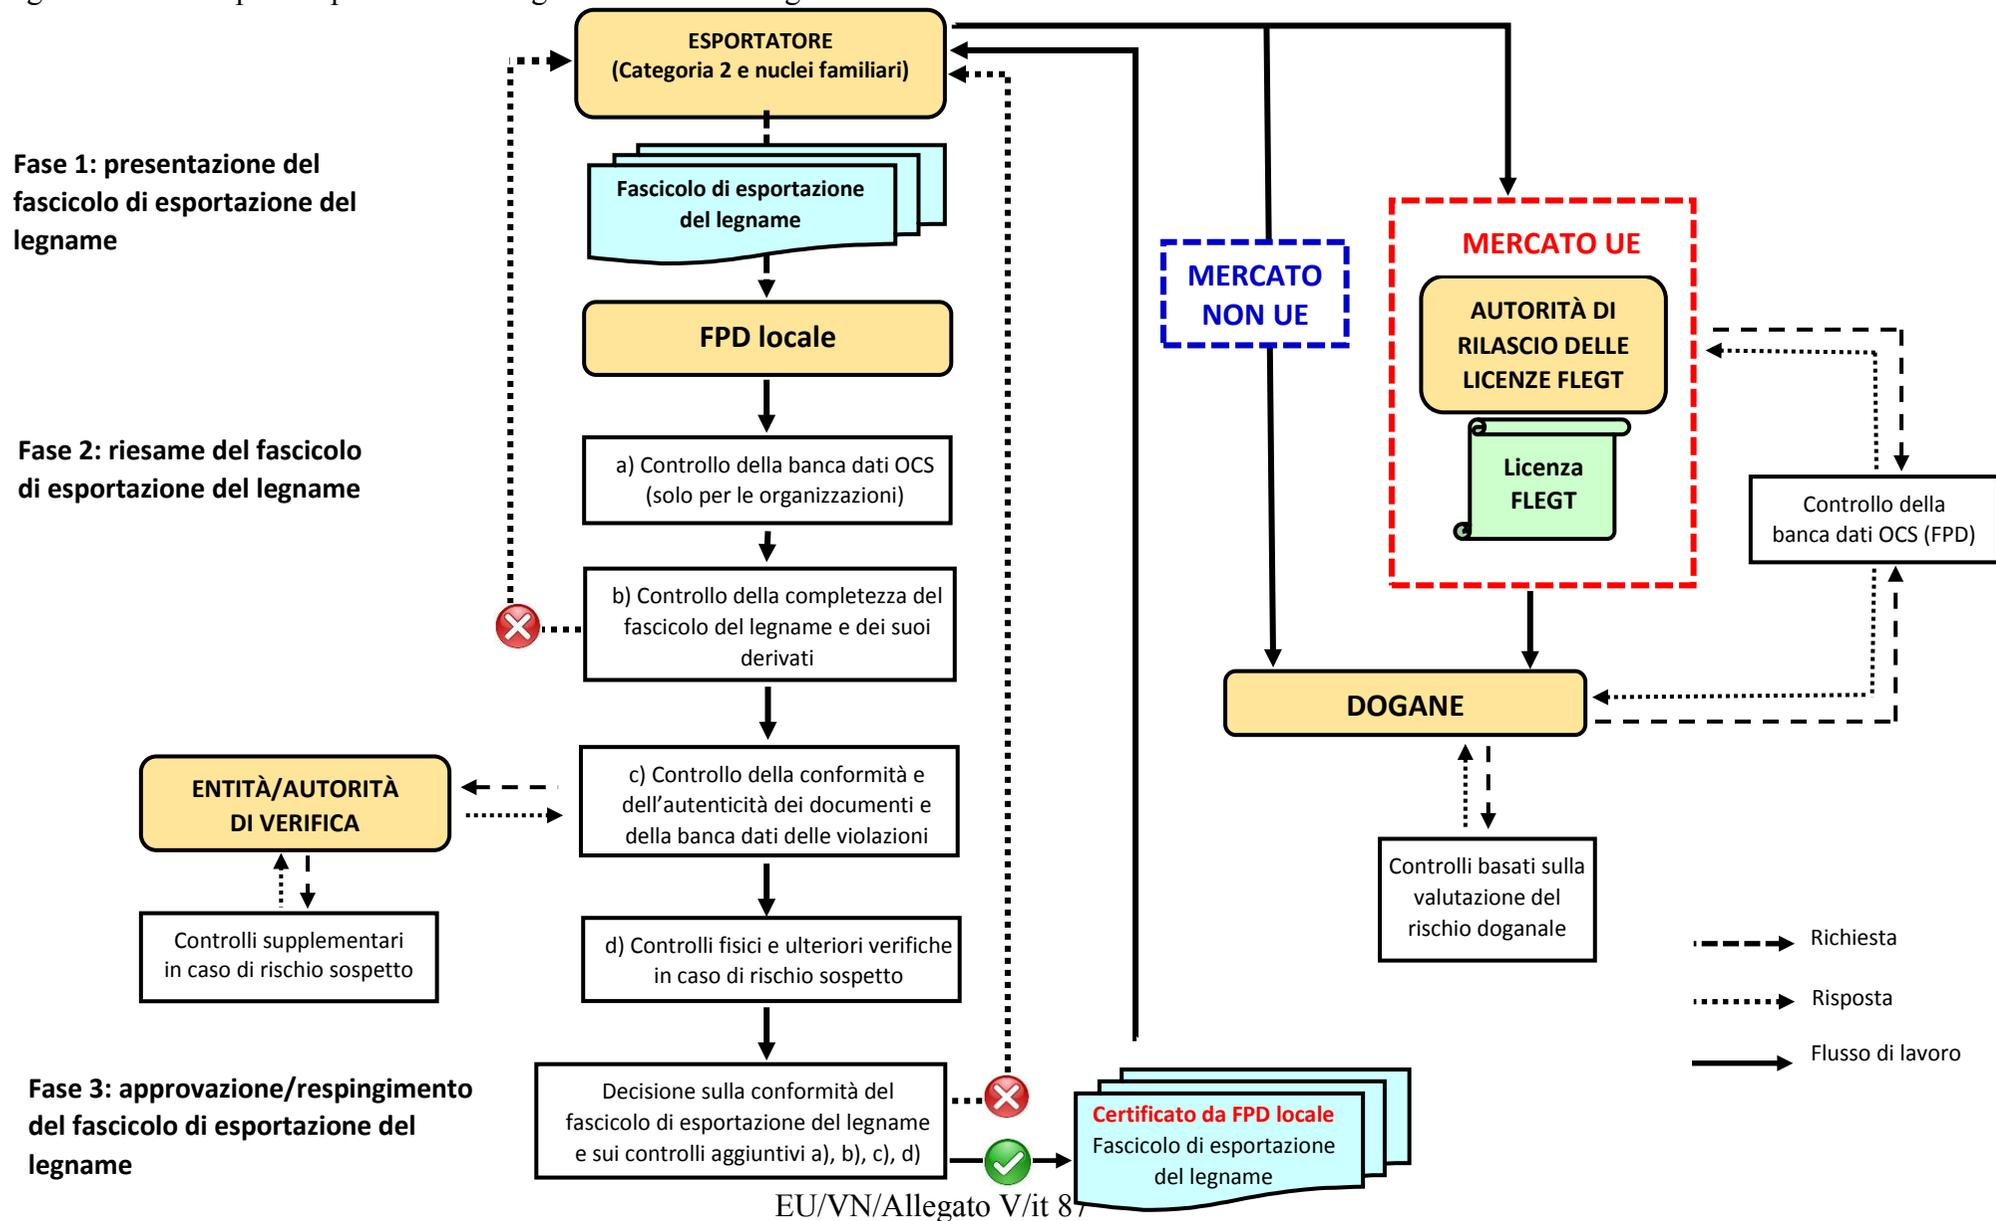 ESPORTATORE
(Categoria 2 e nuclei familiari)
Fase 1: presentazione del
fascicolo di esportazione del
legname
Fascicolo di esportazione
del legname
FPD locale
MERCATO
NON UE
MERCATO UE
AUTORITÀ DI
RILASCIO DELLE
LICENZE FLEGT
Licenza
FLEGT
Controllo della
banca dati OCS (FPD)
Fase 2: riesame del fascicolo
di esportazione del legname
a) Controllo della banca dati OCS
(solo per le organizzazioni)
b) Controllo della completezza del
fascicolo del legname e dei suoi
derivati
DOGANE
ENTITÀ/AUTORITÀ
DI VERIFICA
c) Controllo della conformità e
dell'autenticità dei documenti e
della banca dati delle violazioni
Controlli basati sulla
valutazione del
rischio doganale
Controlli supplementari
in caso di rischio sospetto
d) Controlli fisici e ulteriori verifiche
in caso di rischio sospetto
Richiesta
Risposta
Flusso di lavoro
Fase 3: approvazione/respingimento
del fascicolo di esportazione del
legname
Decisione sulla conformità del
fascicolo di esportazione del legname
e sui controlli aggiuntivi a), b), c), d)
Certificato da FPD locale
Fascicolo di esportazione
del legname
EU/VN/Allegato V/it 87